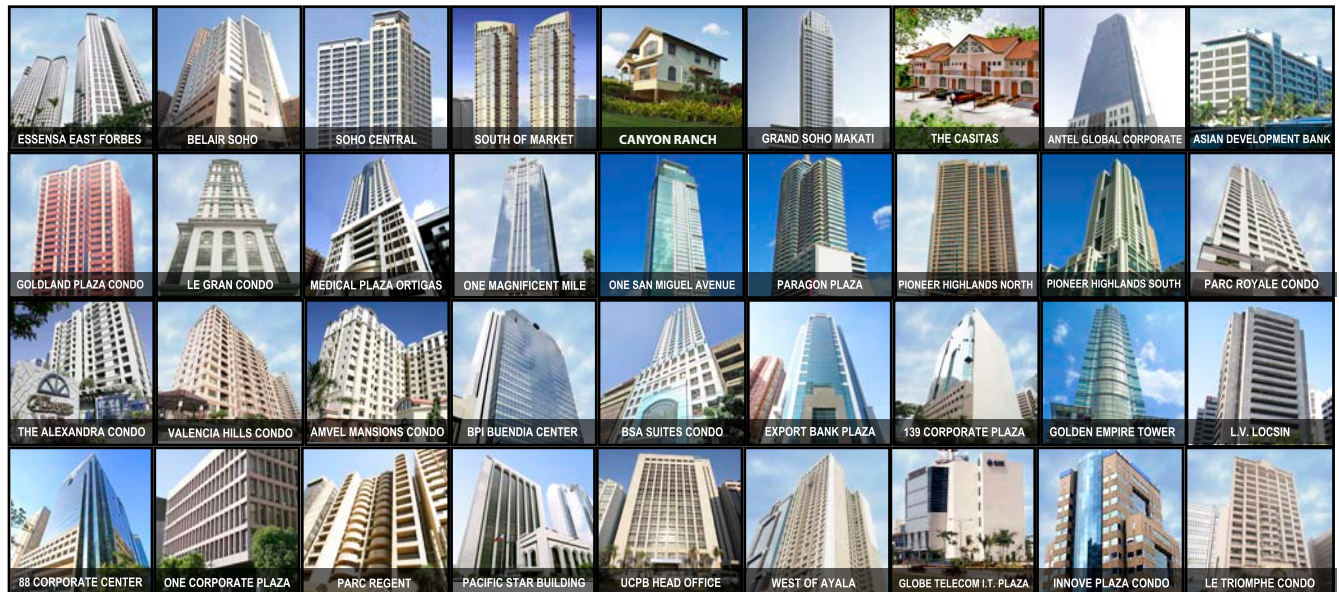 ESSENSA EAST FORBES
BELAIR SOHO
SOHO CENTRAL
SOUTH OF MARKET
CANYON RANCH
GRAND SOHO MAKATI
THE CASITAS
ANTEL GLOBAL CORPORATE
ASIAN DEVELOPMENT BANK
GOLDLAND PLAZA CONDO
LE GRAN CONDO
MEDICAL PLAZA ORTIGAS
ONE MAGNIFICENT MILE
ONE SAN MIGUEL AVENUE
PARAGON PLAZA
PIONEER HIGHLANDS NORTH
PIONEER HIGHLANDS SOUTH
PARC ROYALE CONDO
THE ALEXANDRA CONDO
VALENCIA HILLS CONDO
AMVEL MANSIONS CONDO
BPI BUENDIA CENTER
BSA SUITES CONDO
EXPORT BANK PLAZA
139 CORPORATE PLAZA
GOLDEN EMPIRE TOWER
L.V. LOCSIN
88 CORPORATE CENTER
ONE CORPORATE PLAZA
PARC REGENT
PACIFIC STAR BUILDING
UCPB HEAD OFFICE
WEST OF AYALA
GLOBE TELECOM I.T. PLAZA
INNOVE PLAZA CONDO
LE TRIOMPHE CONDO